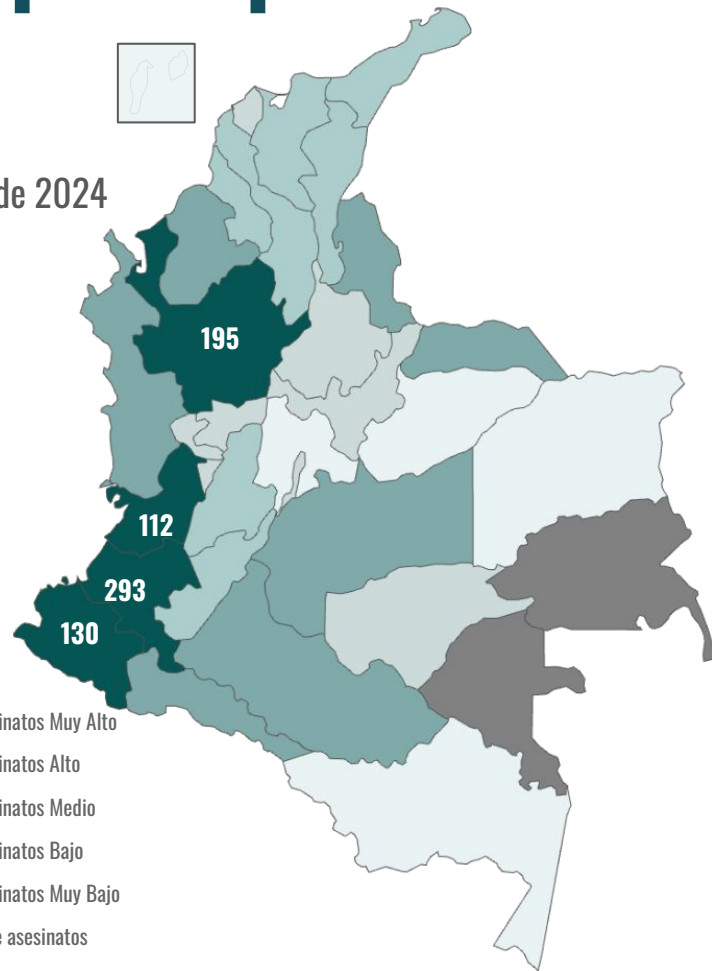 de 2024
195
112
293
130
inatos Muy Alto
inatos Alto
inatos Medio
inatos Bajo
inatos Muy Bajo
e asesinatos